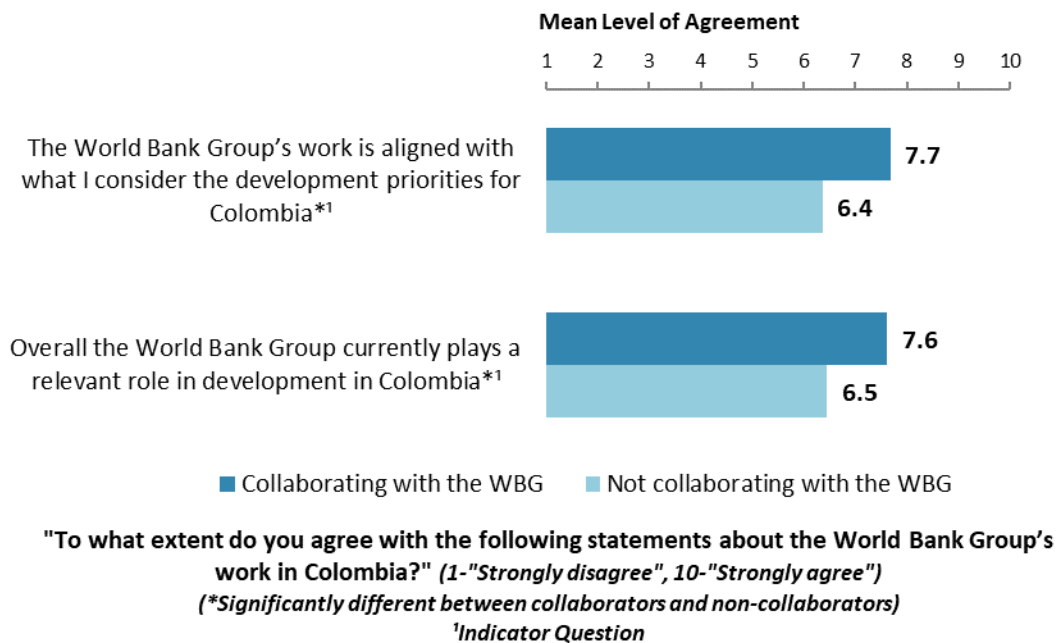 Mean Level of Agreement
1 2 3 4 5 6 7 8 9 10
The World Bank Group’s work is aligned with
what I consider the development priorities for
Colombia*¹
7.7
6.4
Overall the World Bank Group currently plays a
relevant role in development in Colombia*¹
7.6
6.5
Collaborating with the WBG Not collaborating with the WBG
"To what extent do you agree with the following statements about the World Bank Group’s
work in Colombia?" (1-"Strongly disagree", 10-"Strongly agree")
(*Significantly different between collaborators and non-collaborators)
¹Indicator Question